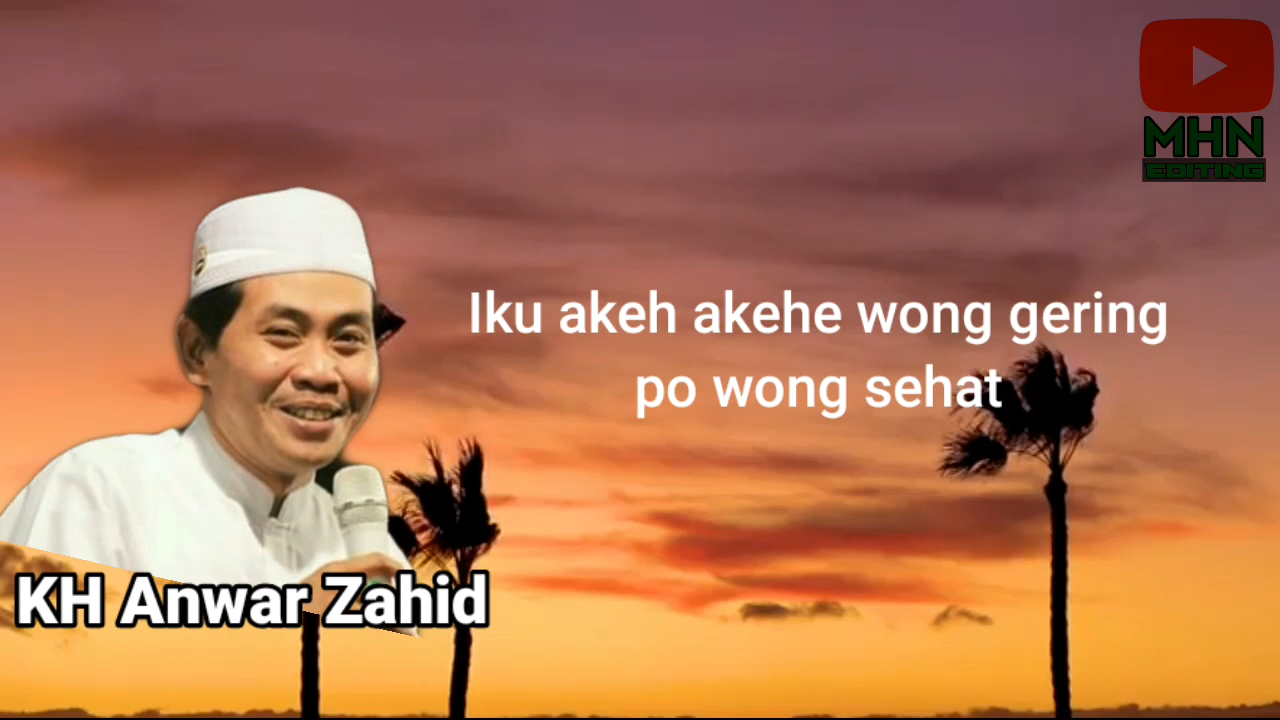 MHN
EDITING
Iku akeh akehe wong gering
po wong sehat
KH Anwar Zahid